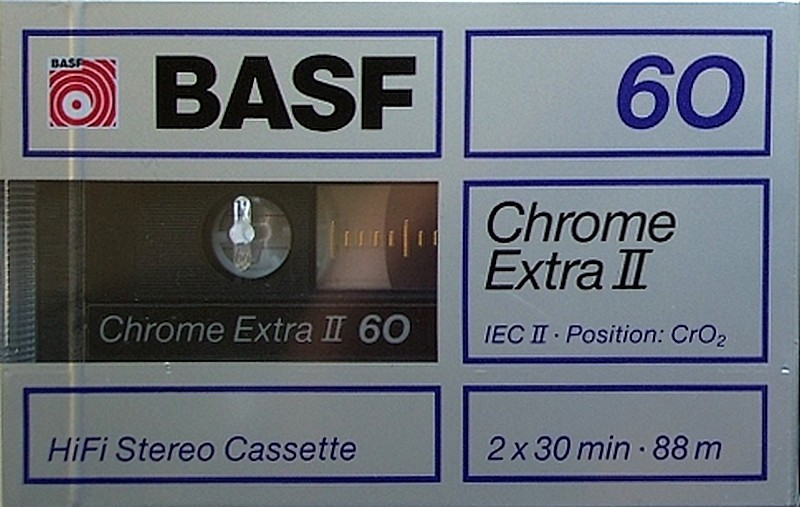 BASF
BASF
60
Chrome
Extra II
IEC II · Position: CrO₂
Chrome Extra II 60
HiFi Stereo Cassette
2 x 30 min · 88 m